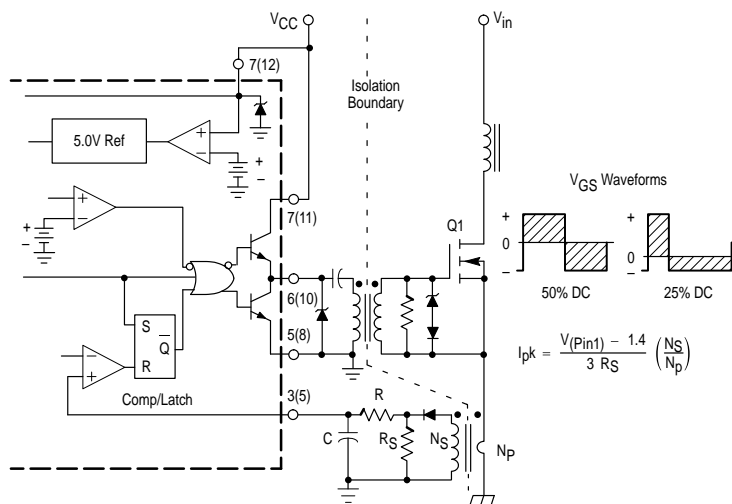 VCC
Vin
7(12)
Isolation
Boundary
5.0V Ref
+
–
+
–
+
–
+
–
7(11)
Q1
VGS Waveforms
+
0
–
+
0
–
50% DC
25% DC
6(10)
5(8)
S
Q
R
–
+
Comp/Latch
3(5)
R
C
RS
NS
NP
Ipk = V(Pin1) – 1.4 / 3 RS (NS/Np)